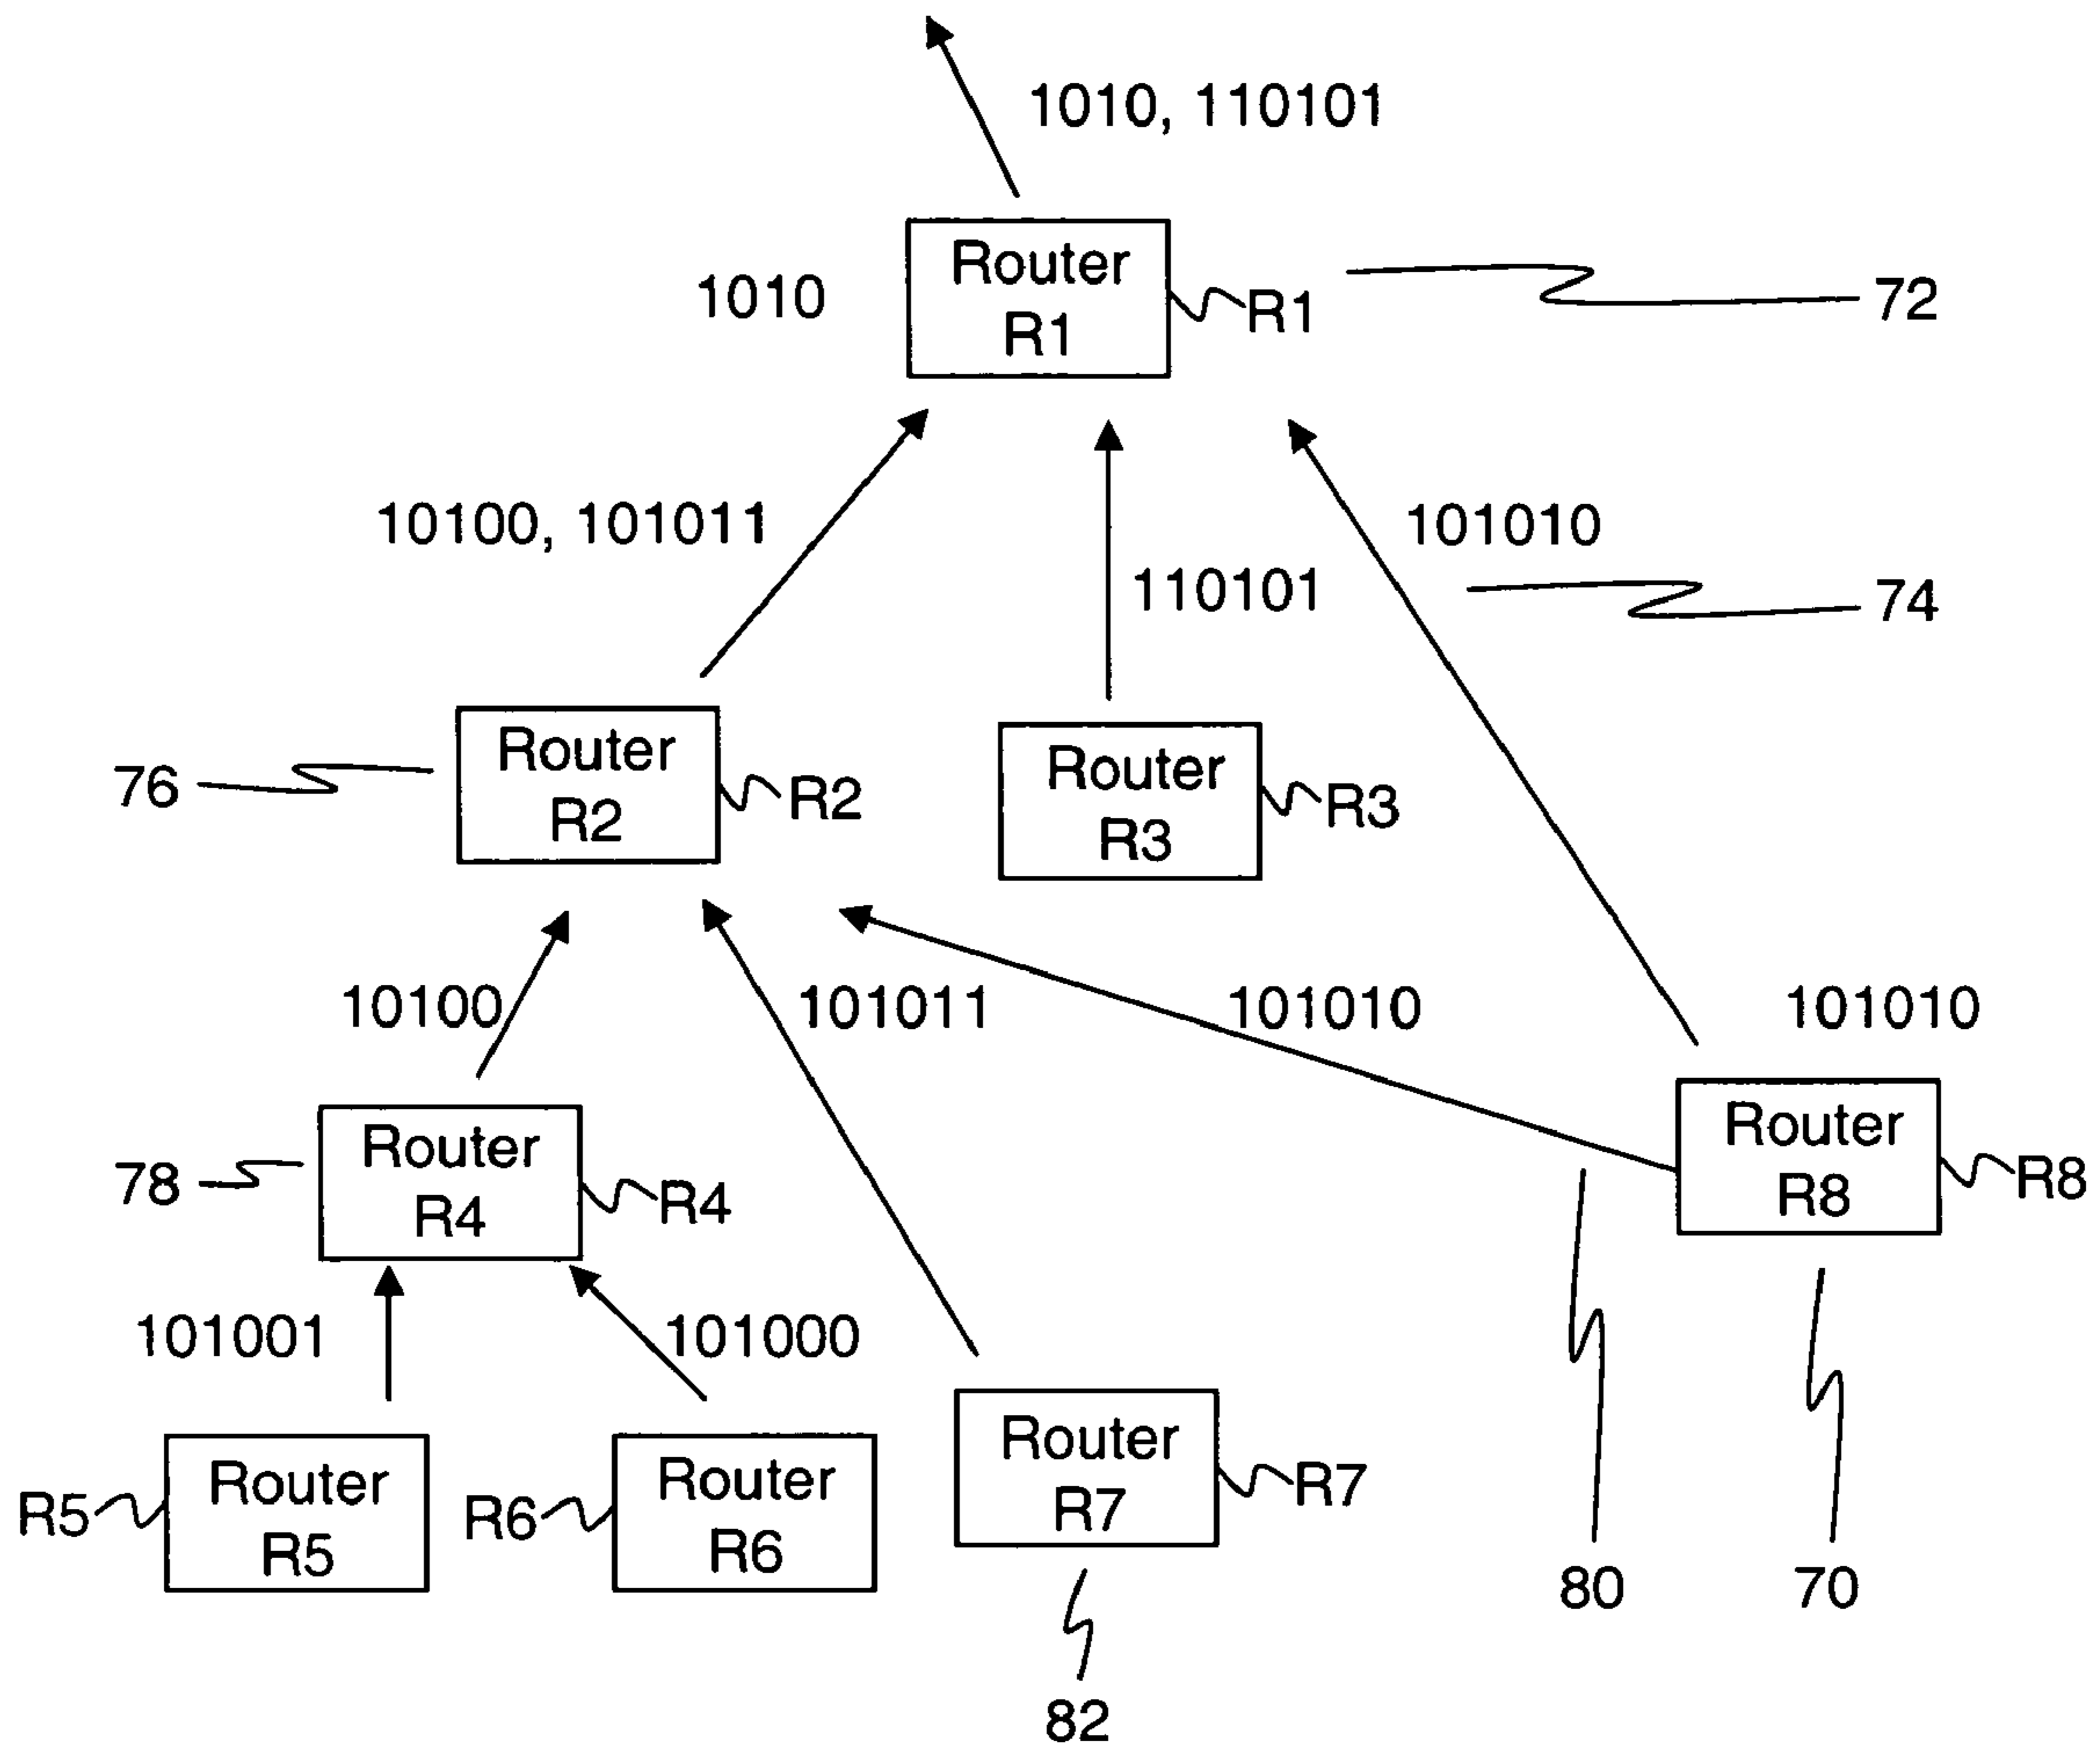 1010, 110101
1010
Router
R1
R1
72
10100, 101011
101010
110101
74
76
Router
R2
R2
Router
R3
R3
10100
101011
101010
101010
78
Router
R4
R4
Router
R8
R8
101001
101000
R5
Router
R5
R6
Router
R6
Router
R7
R7
80
70
82